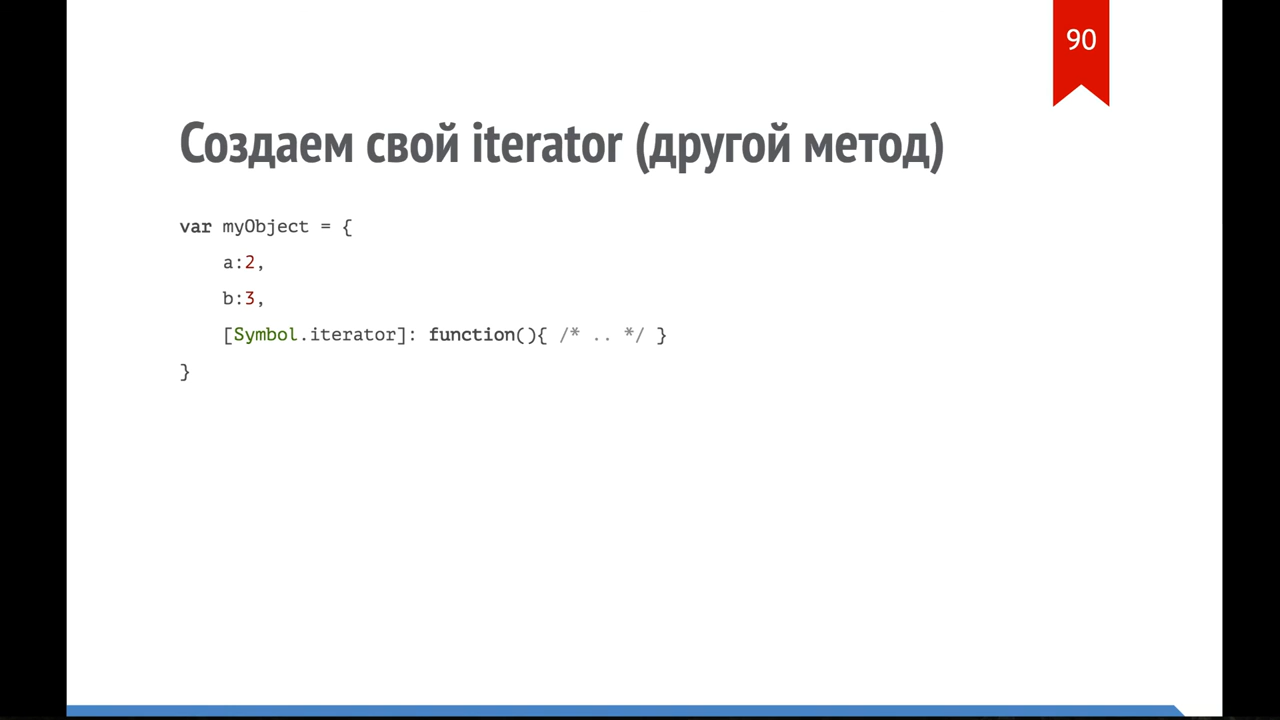 90
Создаем свой iterator (другой метод)
var myObject = {
    a:2,
    b:3,
    [Symbol.iterator]: function(){ /* .. */ }
}